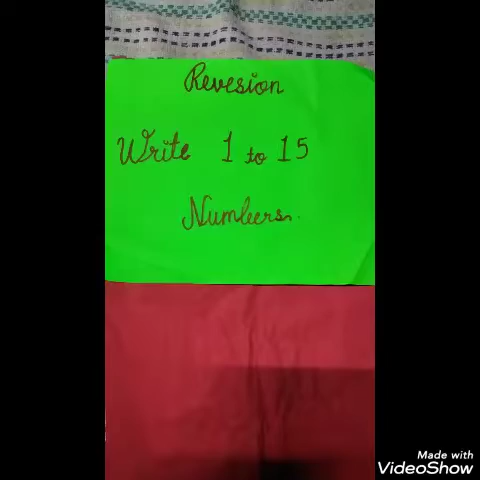 Revesion
Write 1 to 15
Numbers.
Made with
VideoShow